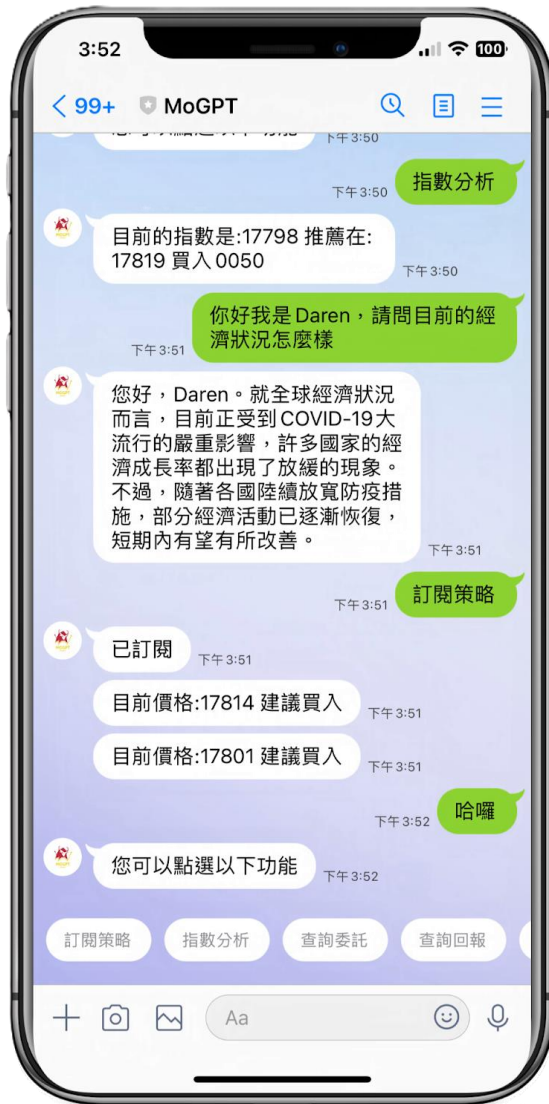 3:52
100
99+ MoGPT
下午3:50
下午3:50 指數分析
目前的指數是:17798 推薦在:
17819 買入0050
下午3:50
你好我是Daren,請問目前的經
濟狀況怎麼樣
下午3:51
您好,Daren。就全球經濟狀況
而言,目前正受到COVID-19大
流行的嚴重影響,許多國家的經
濟成長率都出現了放緩的現象。
不過,隨著各國陸續放寬防疫措
施,部分經濟活動已逐漸恢復,
短期內有望有所改善。
下午3:51
下午3:51 訂閱策略
已訂閱 下午3:51
目前價格:17814 建議買入 下午3:51
目前價格:17801 建議買入 下午3:51
下午3:52 哈囉
您可以點選以下功能 下午3:52
訂閱策略 指數分析 查詢委託 查詢回報
Aa